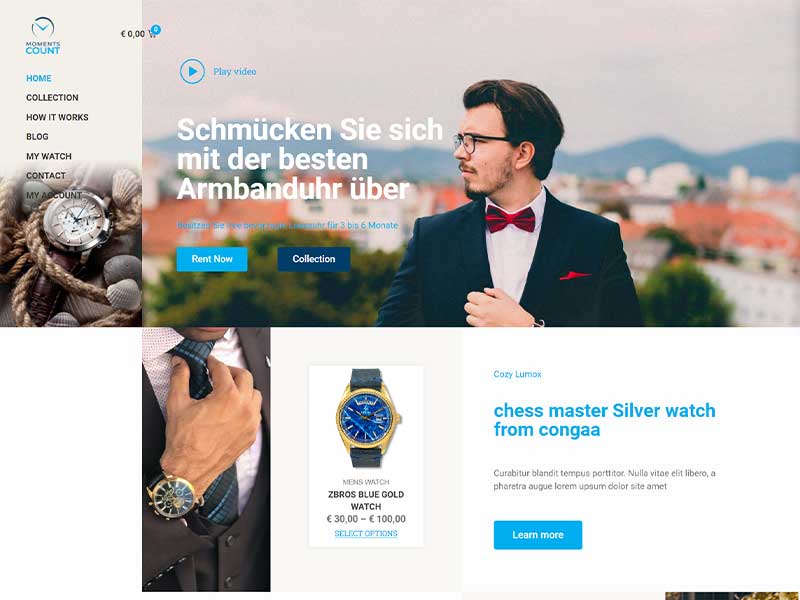 MOMENTS
COUNT
€ 0,00
0
HOME
COLLECTION
HOW IT WORKS
BLOG
MY WATCH
CONTACT
MY ACCOUNT
Play video
Schmücken Sie sich
mit der besten
Armbanduhr über
Besitzen Sie Ihre für 3 bis 6 Monate
Rent Now
Collection
MENS WATCH
ZBROS BLUE GOLD
WATCH
€ 30,00 – € 100,00
SELECT OPTIONS
Cozy Lumox
chess master Silver watch
from congaa
Curabitur blandit tempus porttitor. Nulla vitae elit libero, a
pharetra augue lorem upsum dolor site amet
Learn more